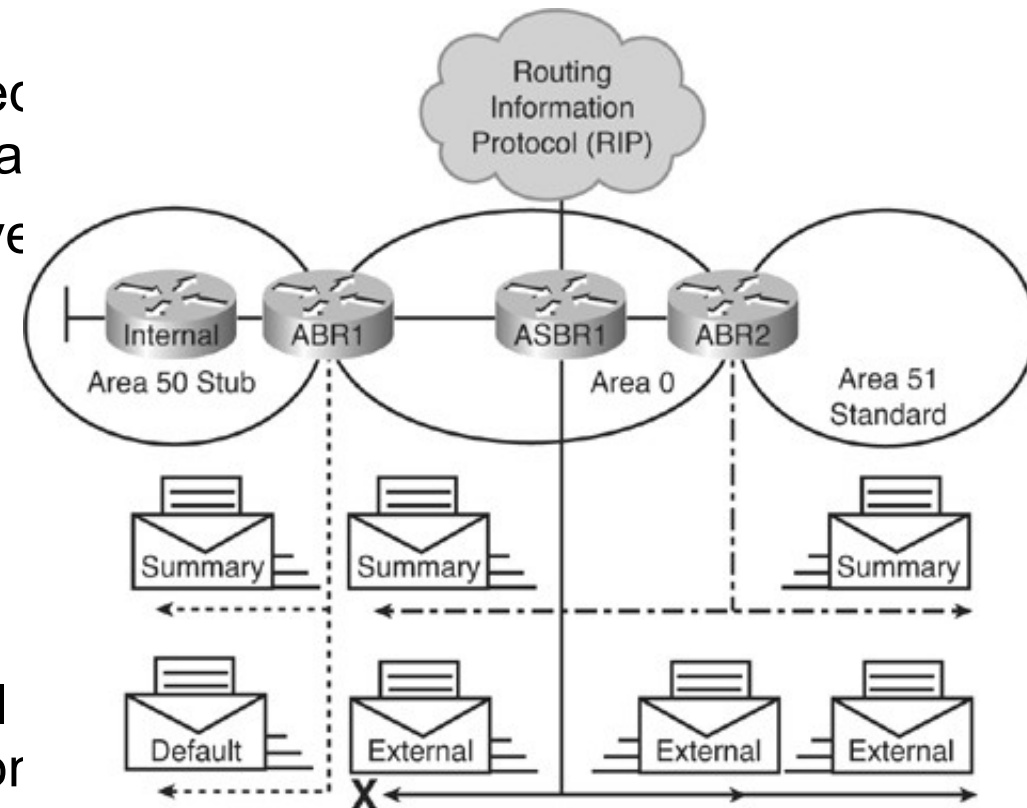 Routing
Information
Protocol (RIP)
Internal
ABR1
ASBR1
ABR2
Area 50 Stub
Area 0
Area 51
Standard
Summary
Summary
Summary
Default
External
External
External
X